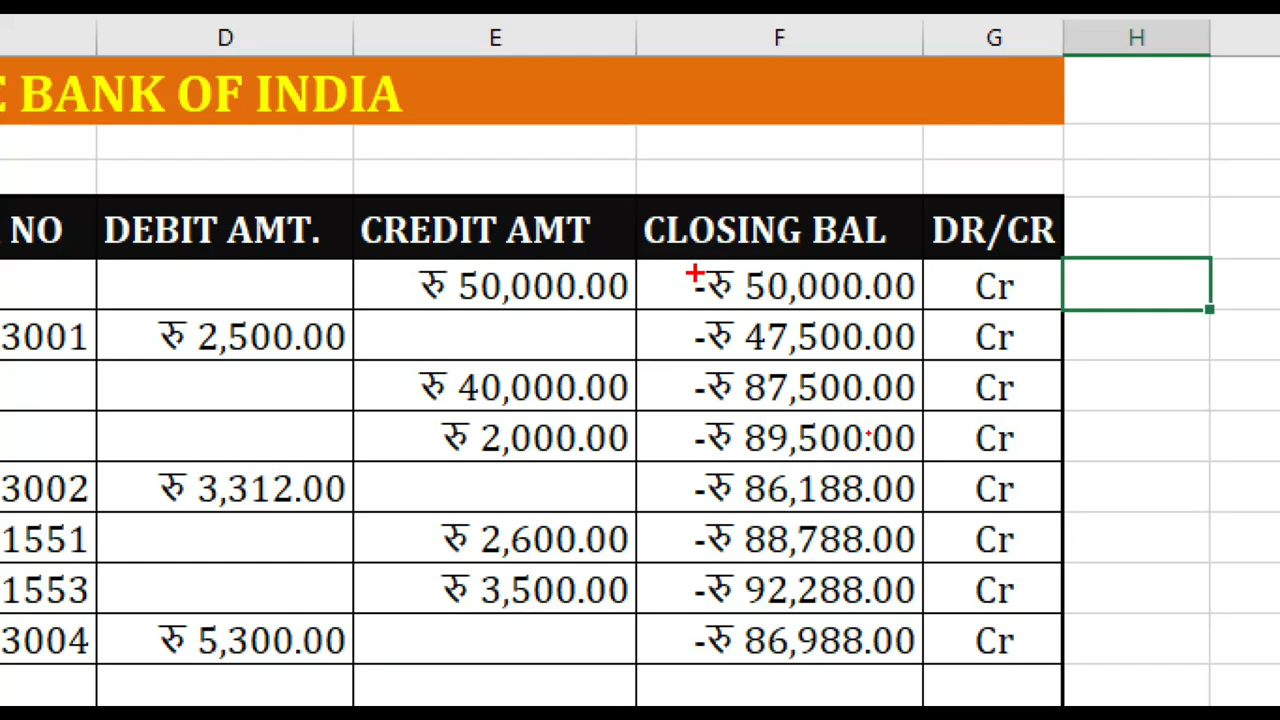 D E F G H
E BANK OF INDIA
NO DEBIT AMT. CREDIT AMT CLOSING BAL DR/CR
रु 50,000.00 -रु 50,000.00 Cr
3001 रु 2,500.00 -रु 47,500.00 Cr
रु 40,000.00 -रु 87,500.00 Cr
रु 2,000.00 -रु 89,500.00 Cr
3002 रु 3,312.00 -रु 86,188.00 Cr
1551 रु 2,600.00 -रु 88,788.00 Cr
1553 रु 3,500.00 -रु 92,288.00 Cr
3004 रु 5,300.00 -रु 86,988.00 Cr